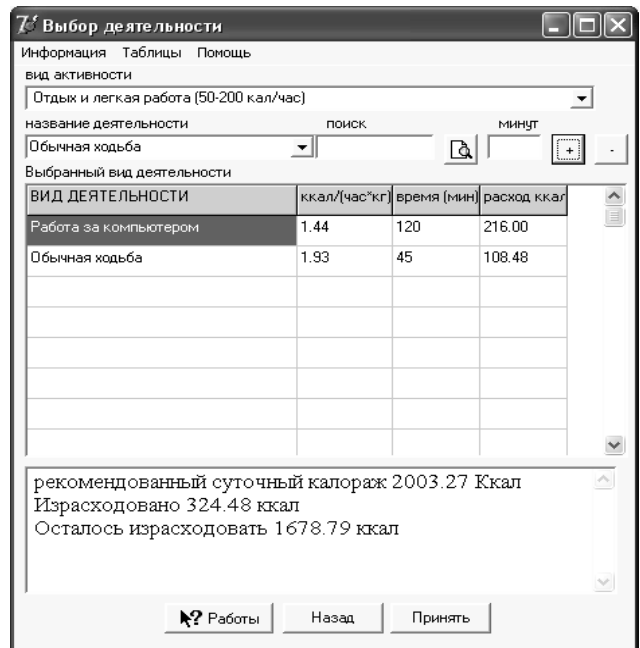 Выбор деятельности
Информация Таблицы Помощь
вид активности
Отдых и легкая работа (50-200 кал/час)
название деятельности поиск минут
Обычная ходьба + -
Выбранный вид деятельности
ВИД ДЕЯТЕЛЬНОСТИ ккал/(час*кг) время (мин) расход ккал
Работа за компьютером 1.44 120 216.00
Обычная ходьба 1.93 45 108.48
рекомендованный суточный калораж 2003.27 Ккал
Израсходовано 324.48 ккал
Осталось израсходовать 1678.79 ккал
Работы Назад Принять